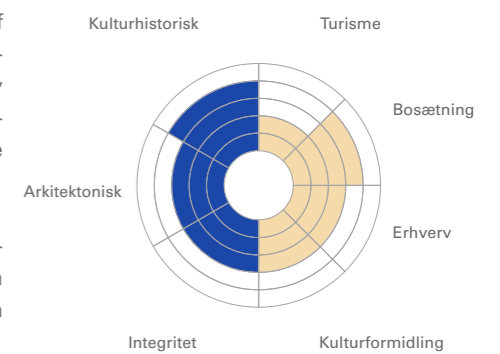 Kulturhistorisk Turisme
Bosætning
Arkitektonisk
Erhverv
Integritet Kulturformidling